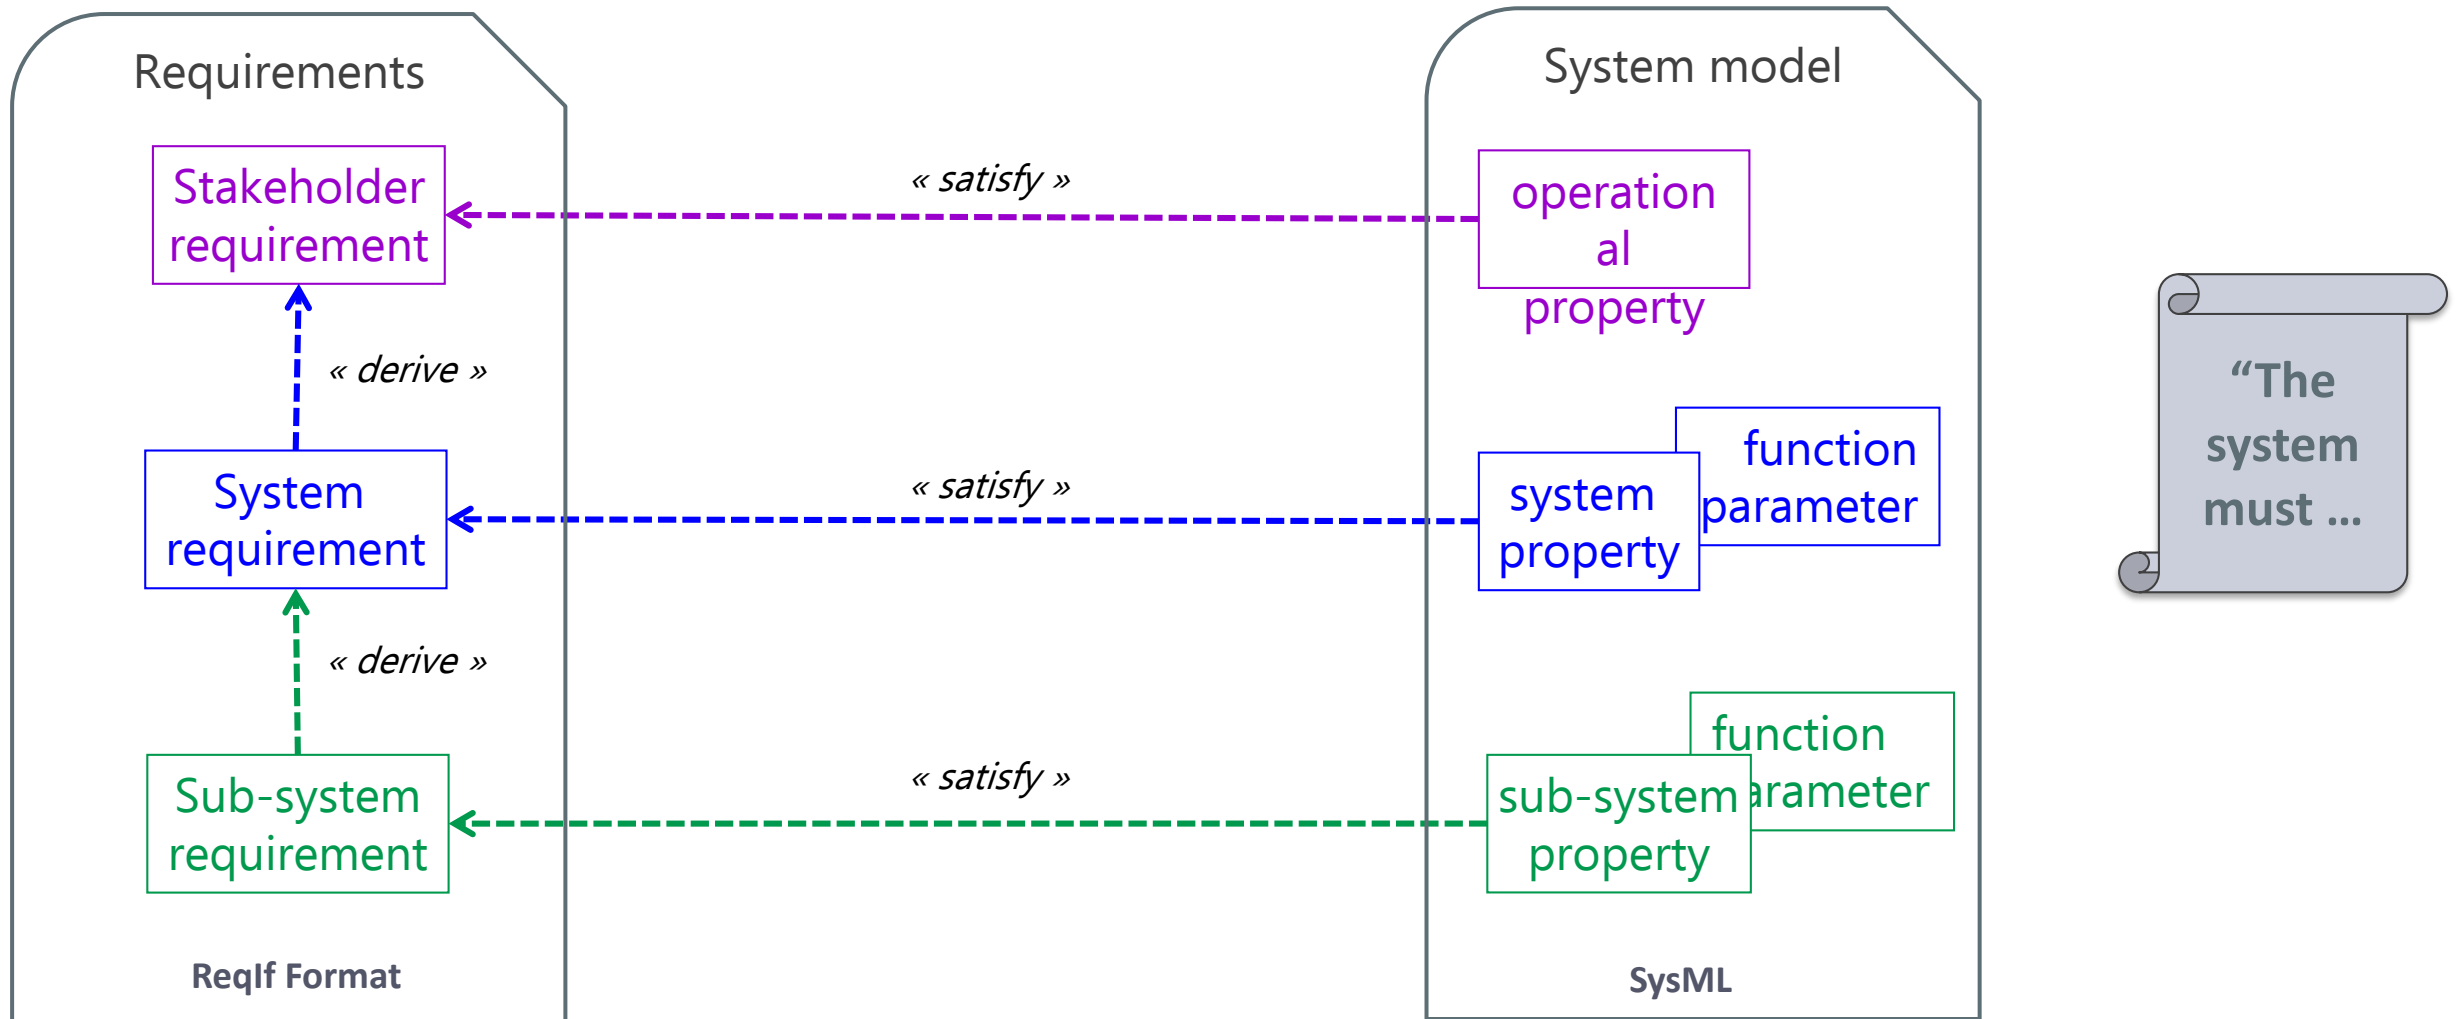 Requirements
Stakeholder
requirement
« derive »
System
requirement
« derive »
Sub-system
requirement
ReqIf Format
« satisfy »
« satisfy »
« satisfy »
System model
operation
al
property
function
parameter
system
property
function
arameter
sub-system
property
SysML
“The
system
must ...